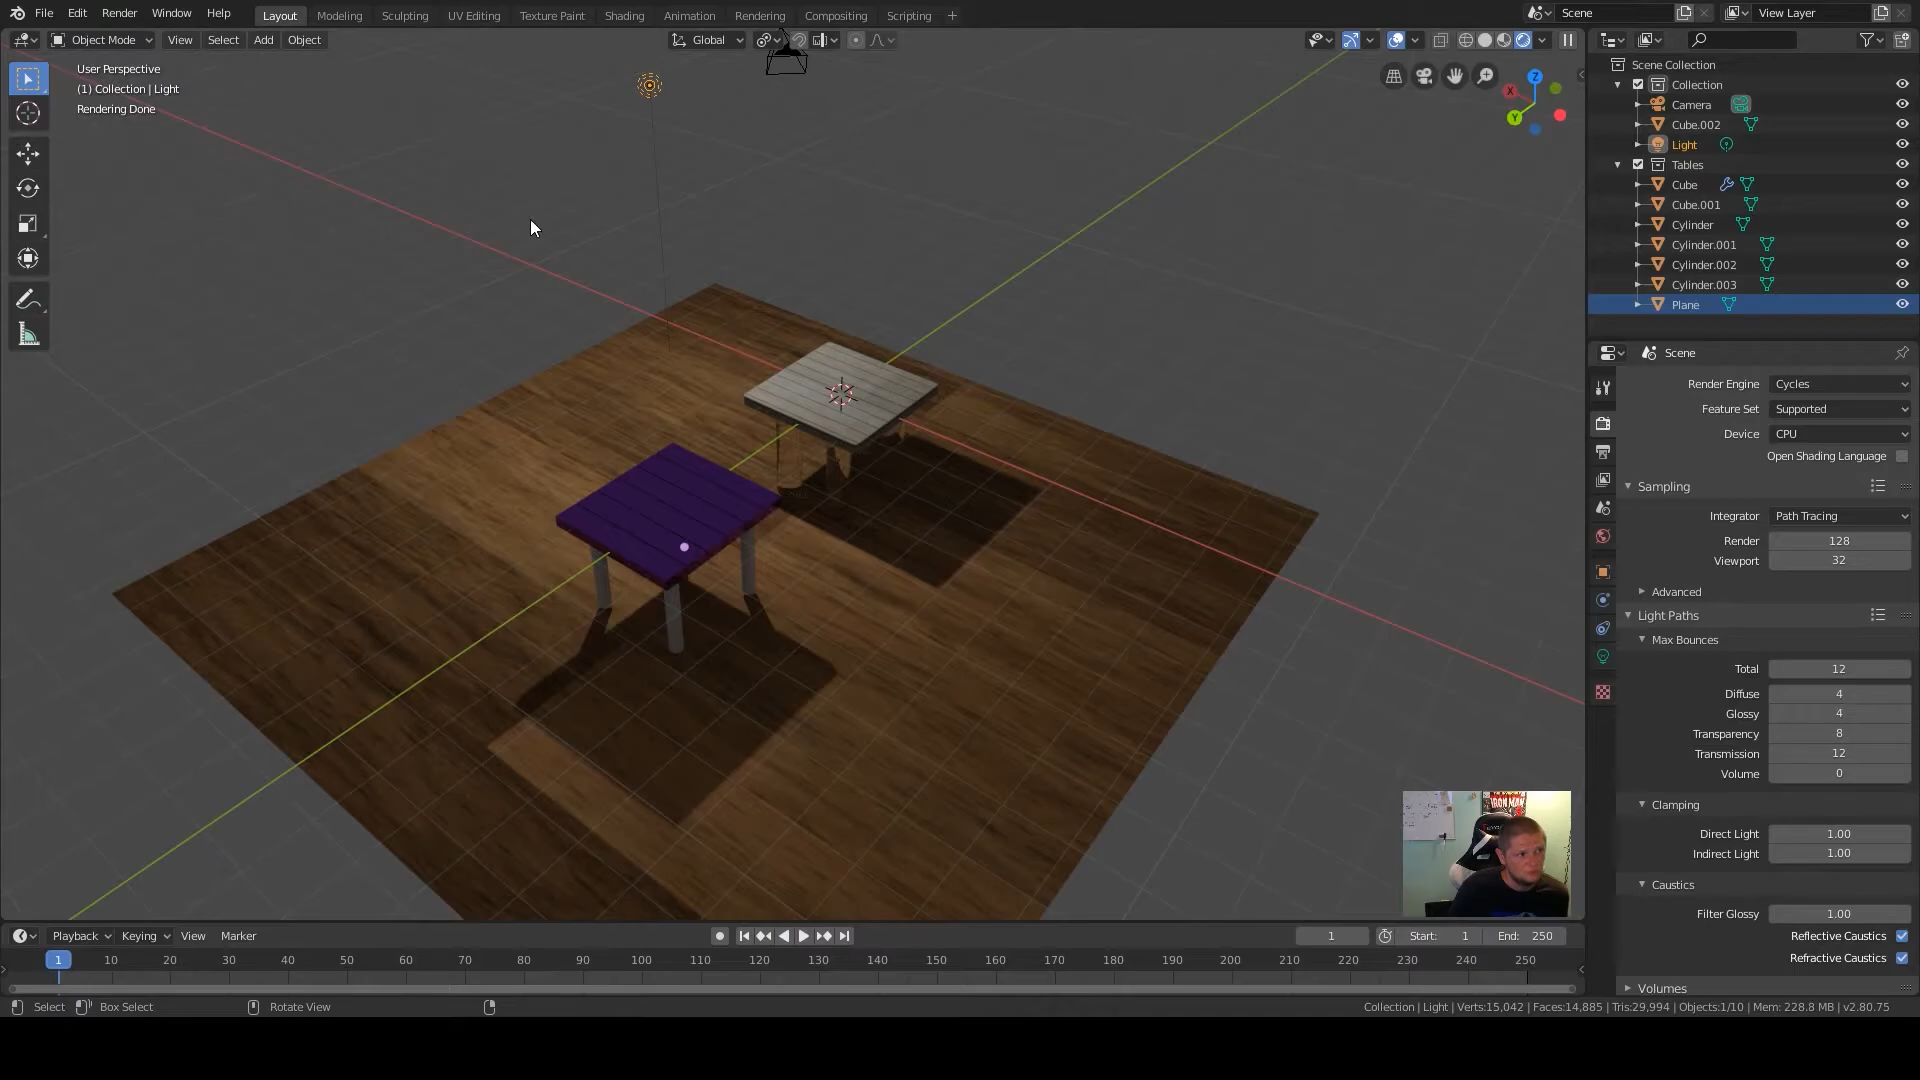 File Edit Render Window Help
Layout Modeling Sculpting UV Editing Texture Paint Shading Animation Rendering Compositing Scripting +
Scene
View Layer
Object Mode View Select Add Object
Global
User Perspective
(1) Collection | Light
Rendering Done
X
Y
Z
Scene Collection
Collection
Camera
Cube.002
Light
Tables
Cube
Cube.001
Cylinder
Cylinder.001
Cylinder.002
Cylinder.003
Plane
Scene
Render Engine Cycles
Feature Set Supported
Device CPU
Open Shading Language
Sampling
Integrator Path Tracing
Render 128
Viewport 32
Advanced
Light Paths
Max Bounces
Total 12
Diffuse 4
Glossy 4
Transparency 8
Transmission 12
Volume 0
Clamping
Direct Light 1.00
Indirect Light 1.00
Caustics
Filter Glossy 1.00
Reflective Caustics
Refractive Caustics
Volumes
IRON MAN
Playback Keying View Marker
1 Start: 1 End: 250
1 10 20 30 40 50 60 70 80 90 100 110 120 130 140 150 160 170 180 190 200 210 220 230 240 250
Select Box Select Rotate View
Collection | Light | Verts:15,042 | Faces:14,885 | Tris:29,994 | Objects:1/10 | Mem: 228.8 MB | v2.80.75